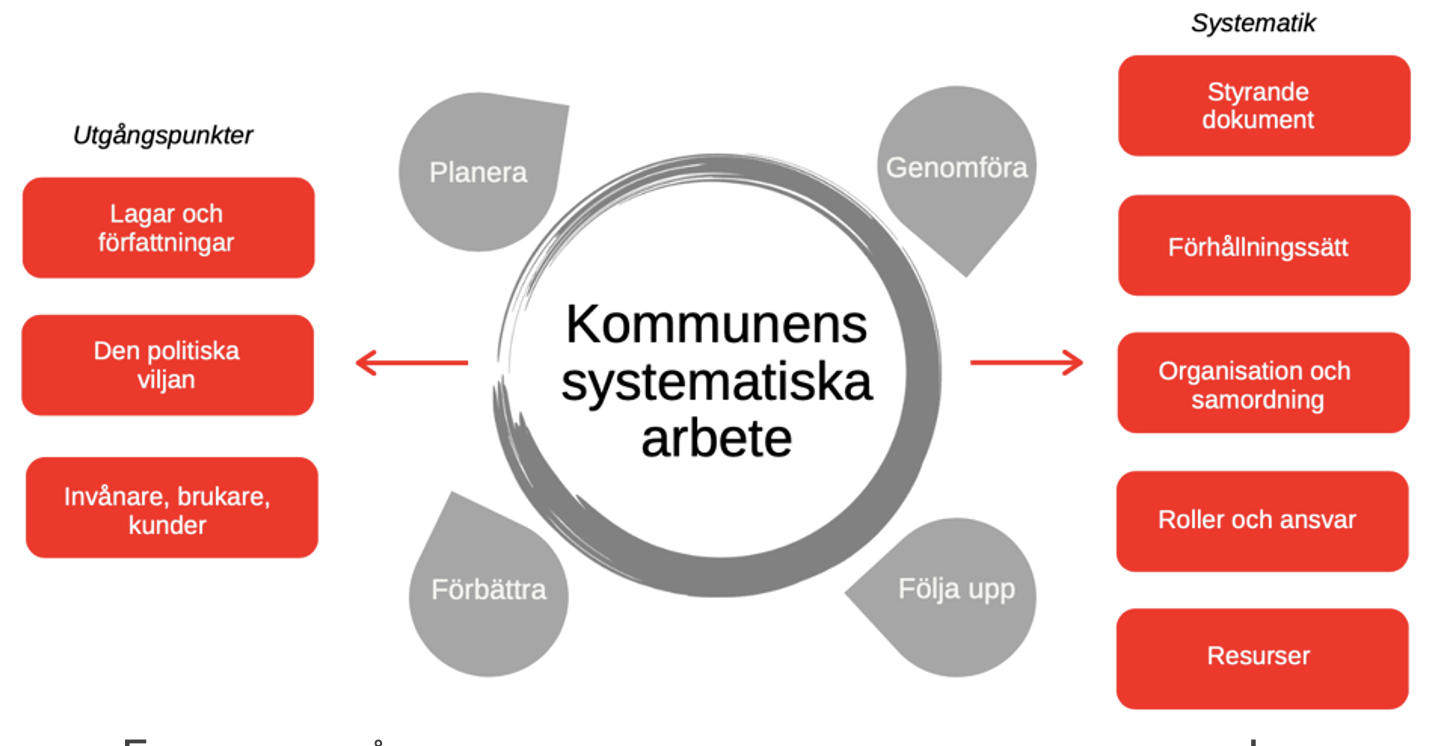 Systematik
Styrande
dokument
Förhållningssätt
Organisation och
samordning
Roller och ansvar
Resurser
Utgångspunkter
Lagar och
författningar
Den politiska
viljan
Invånare, brukare,
kunder
Planera
Genomföra
Kommunens
systematiska
arbete
Förbättra
Följa upp